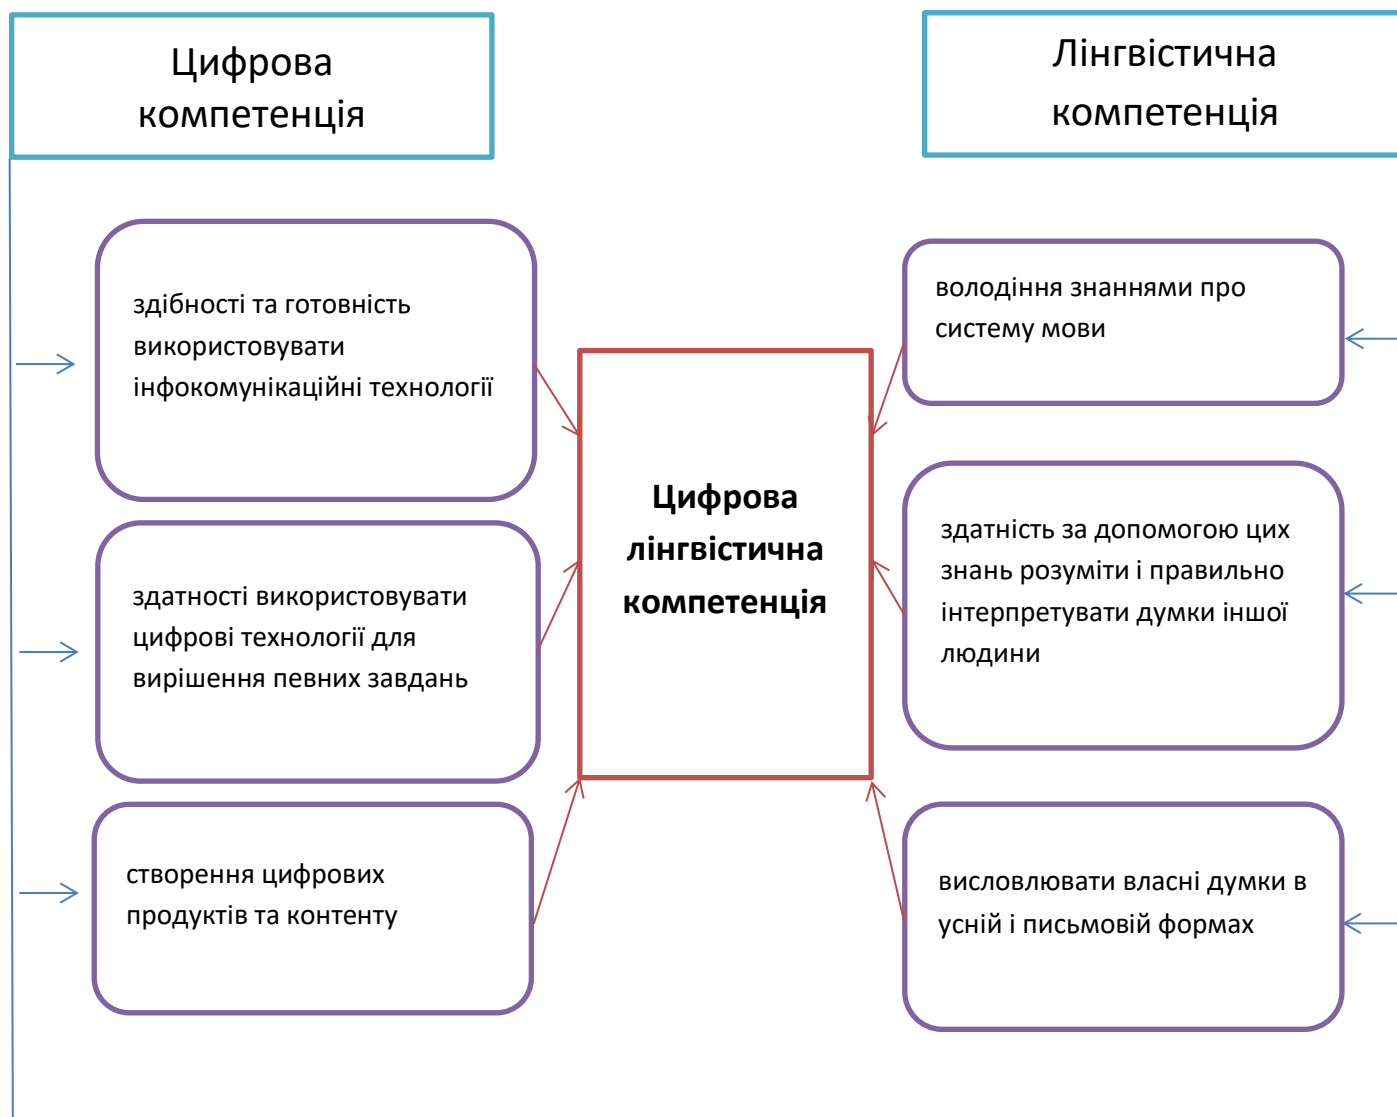 Цифрова
компетенція
Лінгвістична
компетенція
здібності та готовність
використовувати
інфокомунікаційні технології
здатності використовувати
цифрові технології для
вирішення певних завдань
створення цифрових
продуктів та контенту
Цифрова
лінгвістична
компетенція
володіння знаннями про
систему мови
здатність за допомогою цих
знань розуміти і правильно
інтерпретувати думки іншої
людини
висловлювати власні думки в
усній і письмовій формах